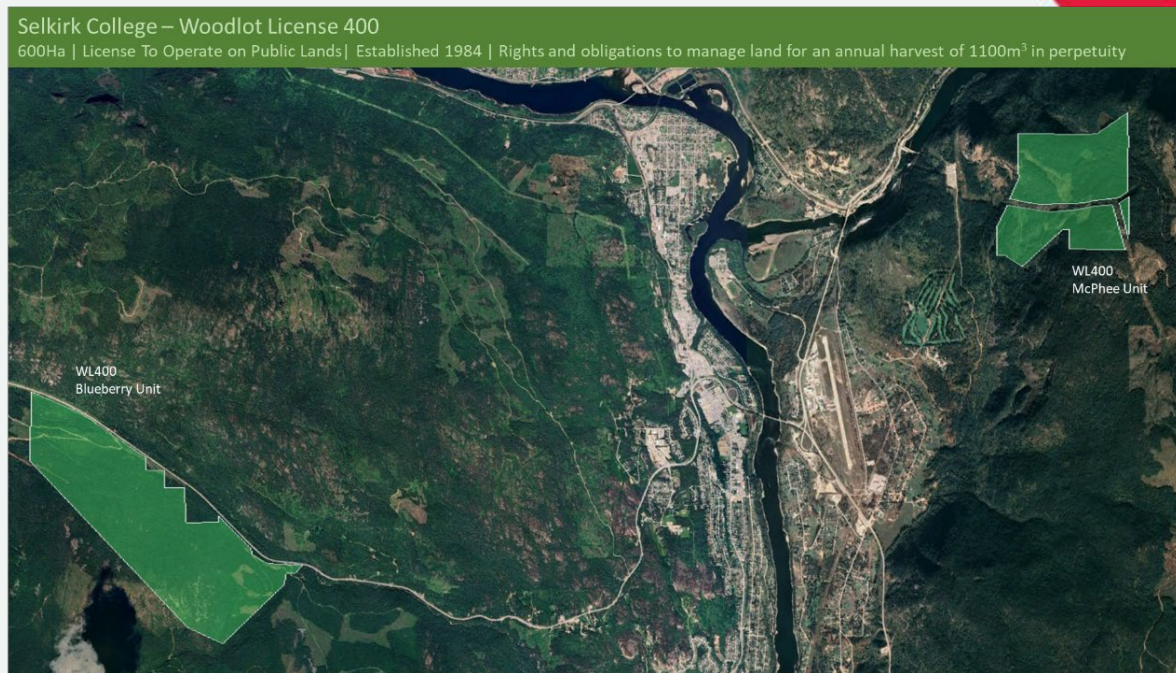 Selkirk College – Woodlot License 400
600Ha | License To Operate on Public Lands| Established 1984 | Rights and obligations to manage land for an annual harvest of 1100m³ in perpetuity
WL400
McPhee Unit
WL400
Blueberry Unit